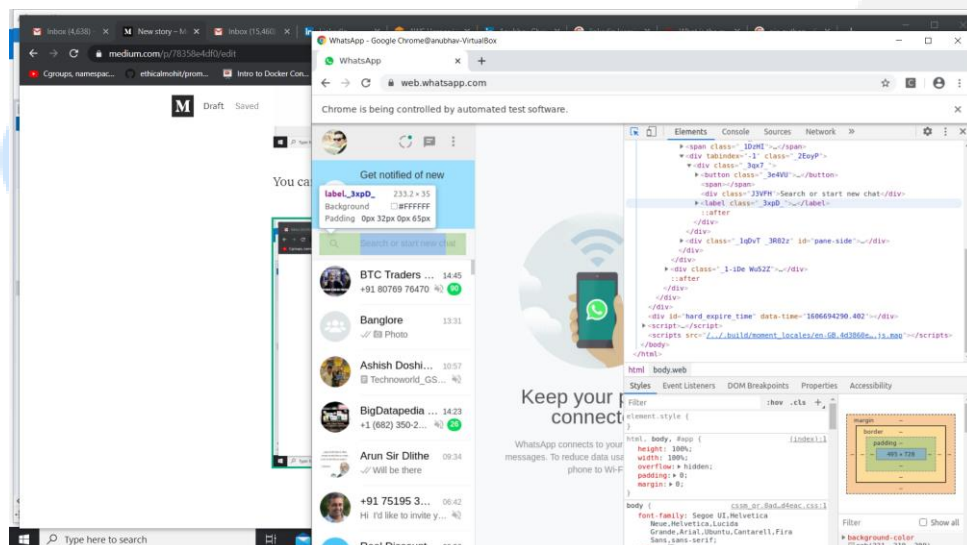 Inbox (4,638)
New story – M
Inbox (15,460)
medium.com/p/78358e4df0/edit
Cgroups, namespac...
ethicalmohit/prom...
Intro to Docker Con...
Draft Saved
You ca
WhatsApp - Google Chrome@anubhav-VirtualBox
WhatsApp
web.whatsapp.com
Chrome is being controlled by automated test software.
Get notified of new
label._3xpD_ 233.2 × 35
Background #FFFFFF
Padding 0px 32px 0px 65px
Search or start new chat
BTC Traders ... 14:45
+91 80769 76470 90
Banglore 13:31
Photo
Ashish Doshi... 10:57
Technoworld_GS...
BigDatapedia ... 14:23
+1 (682) 350-2... 26
Arun Sir Dlithe 09:34
Will be there
+91 75195 3... 06:42
Hi I'd like to invite y...
Keep your p
connect
WhatsApp connects to your
messages. To reduce data usa
phone to Wi-F
Elements Console Sources Network
<span class="_1DzHI">…</span>
<div tabindex="-1" class="_2EoyP">
<div class="_3qx7_">
<button class="_3e4VU">…</button>
<span></span>
<div class="J3VFH">Search or start new chat</div>
<label class="_3xpD_">…</label>
::after
</div>
</div>
<div class="_1qDvT _3R02z" id="pane-side">…</div>
</div>
<div class="_1-iDe Wu52Z">…</div>
::after
</div>
</div>
</div>
<div id="hard_expire_time" data-time="1606694290.402"></div>
<script>…</script>
</body>
</html>
html body.web
Styles Event Listeners DOM Breakpoints Properties Accessibility
Filter :hov .cls +
element.style {
}
html, body, #app { (index):1
height: 100%;
width: 100%;
overflow: hidden;
padding: 0;
margin: 0;
}
body {
font-family: Segoe UI,Helvetica
Neue,Helvetica,Lucida
Grande,Arial,Ubuntu,Cantarell,Fira
Sans,sans-serif;
margin –
border –
padding –
465 × 728
Filter Show all
background-color
Type here to search